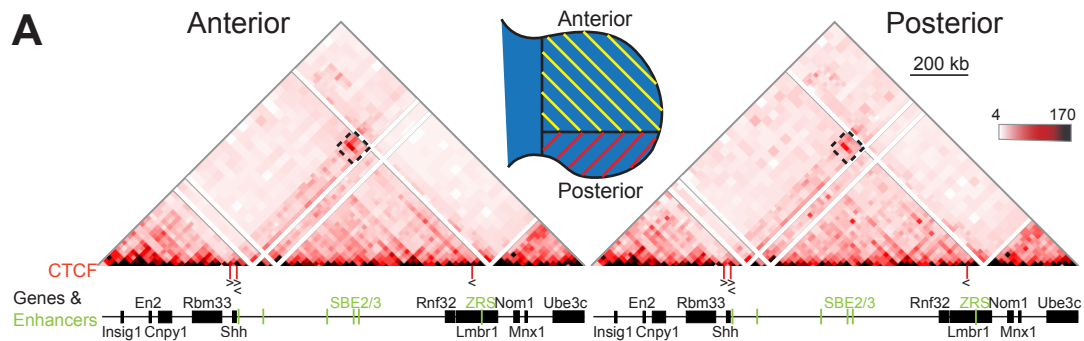 A
Anterior
Anterior
Posterior
200 kb
4 170
Posterior
CTCF
> >
<
<
> >
<
<
Genes &
Enhancers
En2 Rbm33 SBE2/3 Rnf32 ZRS Nom1 Ube3c
Insig1 Cnpy1 Shh Lmbr1 Mnx1
En2 Rbm33 SBE2/3 Rnf32 ZRS Nom1 Ube3c
Insig1 Cnpy1 Shh Lmbr1 Mnx1